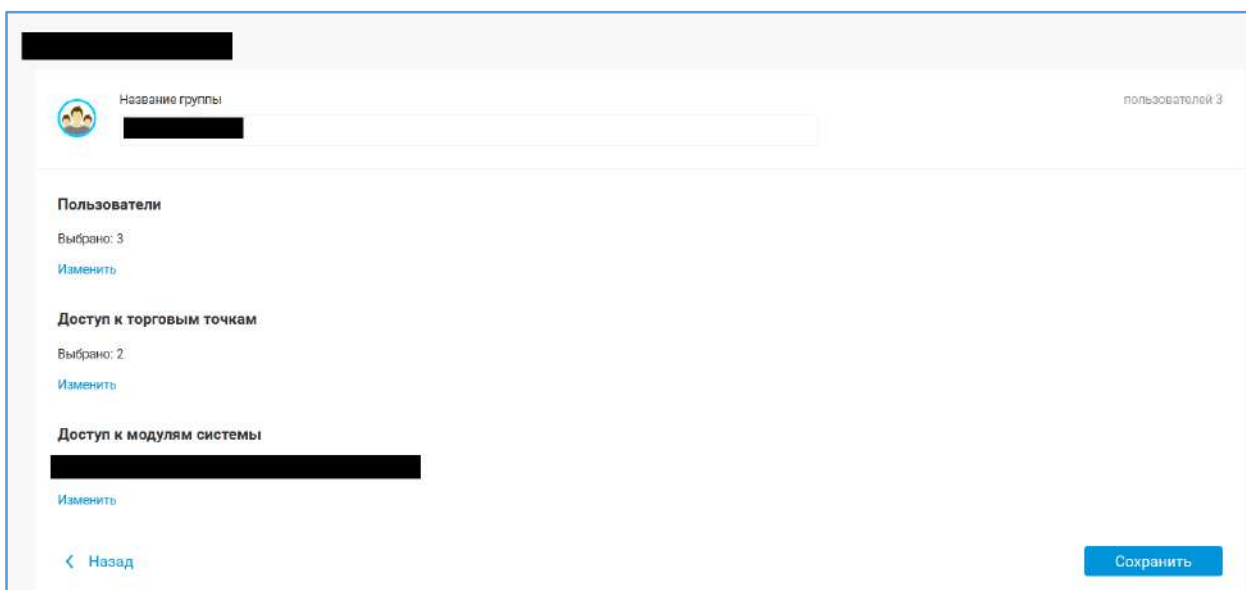 Название группы
пользователей 3
Пользователи
Выбрано: 3
Изменить
Доступ к торговым точкам
Выбрано: 2
Изменить
Доступ к модулям системы
Изменить
Назад
Сохранить